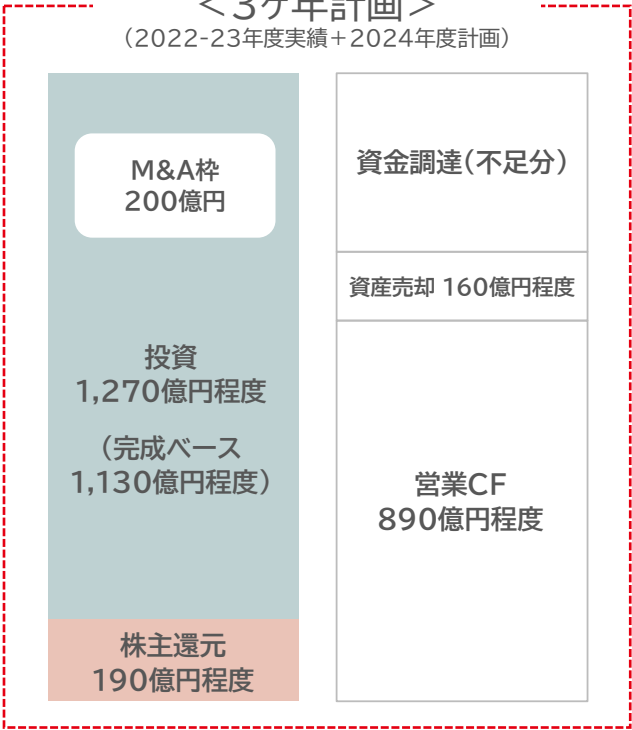 ＜3ヶ年計画＞
（2022-23年度実績＋2024年度計画）
M&A枠
200億円
投資
1,270億円程度
（完成ベース
1,130億円程度）
株主還元
190億円程度
資金調達（不足分）
資産売却 160億円程度
営業CF
890億円程度